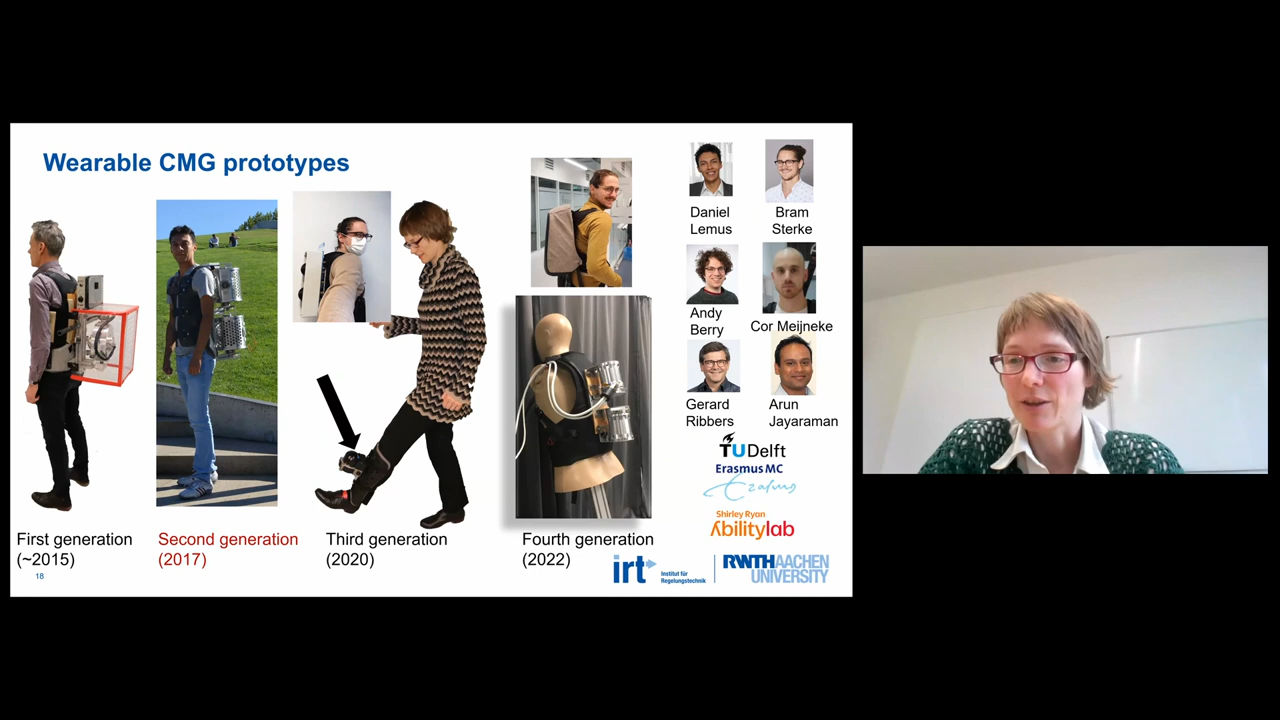 Wearable CMG prototypes
First generation
(~2015)
Second generation
(2017)
Third generation
(2020)
Fourth generation
(2022)
Daniel
Lemus
Bram
Sterke
Andy
Berry
Cor Meijneke
Gerard
Ribbers
Arun
Jayaraman
TUDelft
Erasmus MC
Erasmus
Shirley Ryan
Abilitylab
irt
Institut für
Regelungstechnik
RWTHAACHEN
UNIVERSITY
18